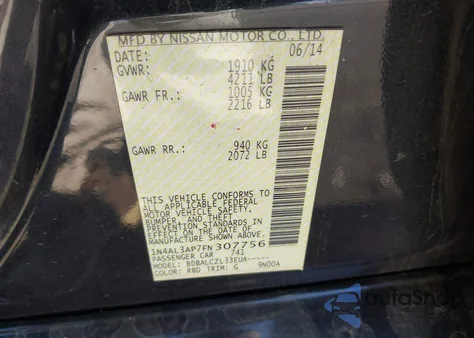 MFD BY NISSAN MOTOR CO., LTD.
DATE: 06/14
GVWR: 1910 KG
4211 LB
GAWR FR.: 1005 KG
2216 LB
GAWR RR.: 940 KG
2072 LB
THIS VEHICLE CONFORMS TO
ALL APPLICABLE FEDERAL
MOTOR VEHICLE SAFETY,
BUMPER, AND THEFT
PREVENTION STANDARDS IN
EFFECT ON THE DATE OF
MANUFACTURE SHOWN ABOVE
1N4AL3AP7FN307756
PASSENGER CAR 741
MODEL: BDBALCZL33EUA-----
COLOR: RBD TRIM: G 9N00A
AutoSnap